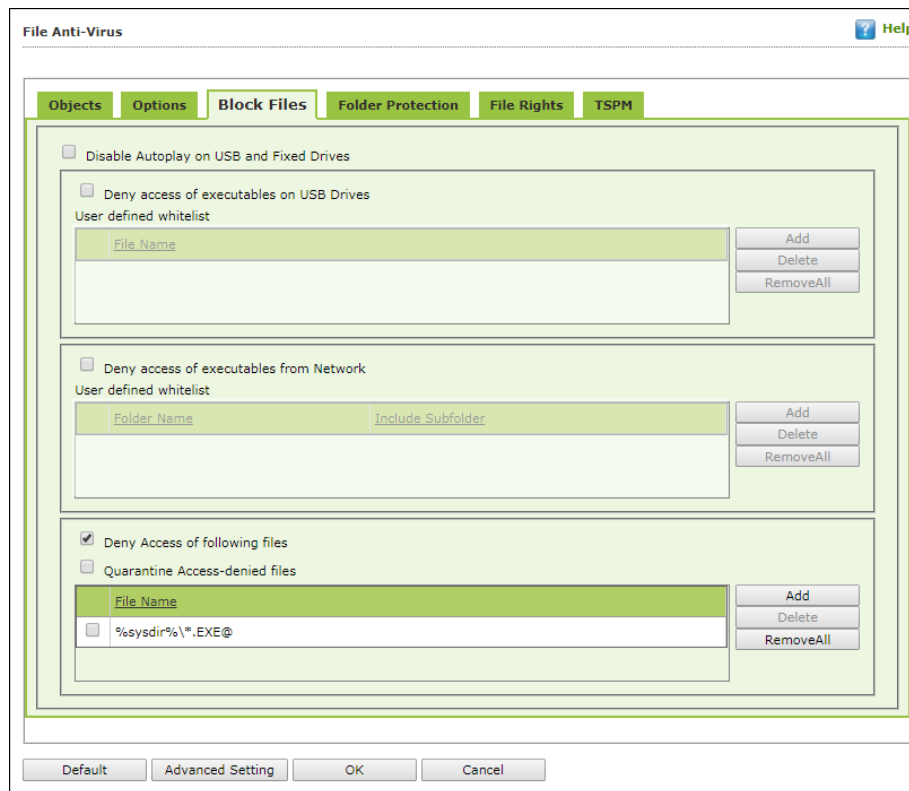 File Anti-Virus
Help
Objects Options Block Files Folder Protection File Rights TSPM
Disable Autoplay on USB and Fixed Drives
Deny access of executables on USB Drives
User defined whitelist
File Name
Add
Delete
RemoveAll
Deny access of executables from Network
User defined whitelist
Folder Name Include Subfolder
Add
Delete
RemoveAll
Deny Access of following files
Quarantine Access-denied files
File Name
%sysdir%\*.EXE@
Add
Delete
RemoveAll
Default Advanced Setting OK Cancel